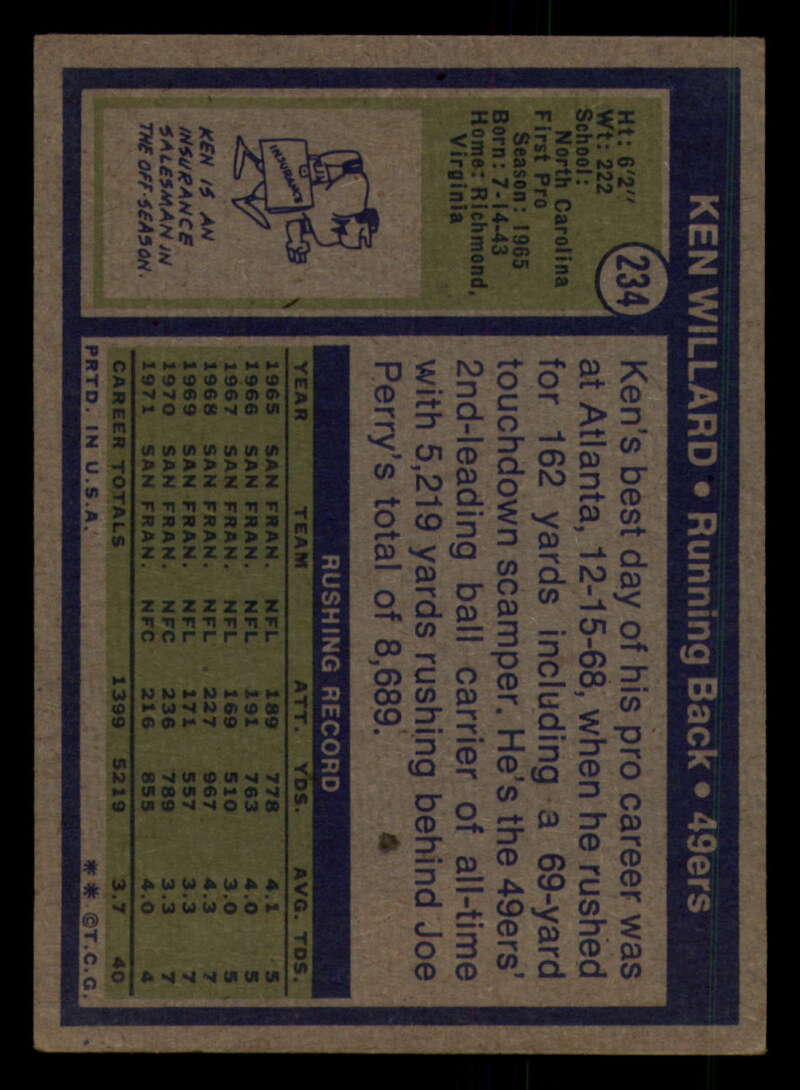 KEN WILLARD • Running Back • 49ers
234
Ht: 6'2"
Wt: 222
School:
North Carolina
First Pro
Season: 1965
Born: 7-14-43
Home: Richmond,
Virginia
INSURANCE
KEN IS AN
INSURANCE
SALESMAN IN
THE OFF-SEASON.
Ken's best day of his pro career was
at Atlanta, 12-15-68, when he rushed
for 162 yards including a 69-yard
touchdown scamper. He's the 49ers'
2nd-leading ball carrier of all-time
with 5,219 yards rushing behind Joe
Perry's total of 8,689.
RUSHING RECORD
YEAR TEAM ATT. YDS. AVG. TDS.
1965 SAN FRAN. NFL 189 778 4.1 5
1966 SAN FRAN. NFL 191 763 4.0 5
1967 SAN FRAN. NFL 169 510 3.0 5
1968 SAN FRAN. NFL 227 967 4.3 7
1969 SAN FRAN. NFL 171 557 3.3 7
1970 SAN FRAN. NFC 236 789 3.3 7
1971 SAN FRAN. NFC 216 855 4.0 4
CAREER TOTALS 1399 5219 3.7 40
PRTD. IN U.S.A. ** ©T.C.G.